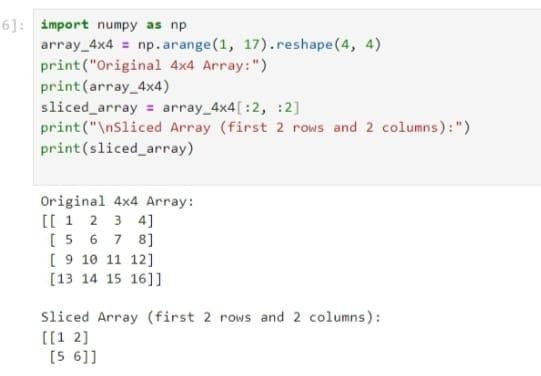 6]: import numpy as np
array_4x4 = np.arange(1, 17).reshape(4, 4)
print("Original 4x4 Array:")
print(array_4x4)
sliced_array = array_4x4[:2, :2]
print("\nSliced Array (first 2 rows and 2 columns):")
print(sliced_array)
Original 4x4 Array:
[[ 1  2  3  4]
 [ 5  6  7  8]
 [ 9 10 11 12]
 [13 14 15 16]]
Sliced Array (first 2 rows and 2 columns):
[[1 2]
 [5 6]]